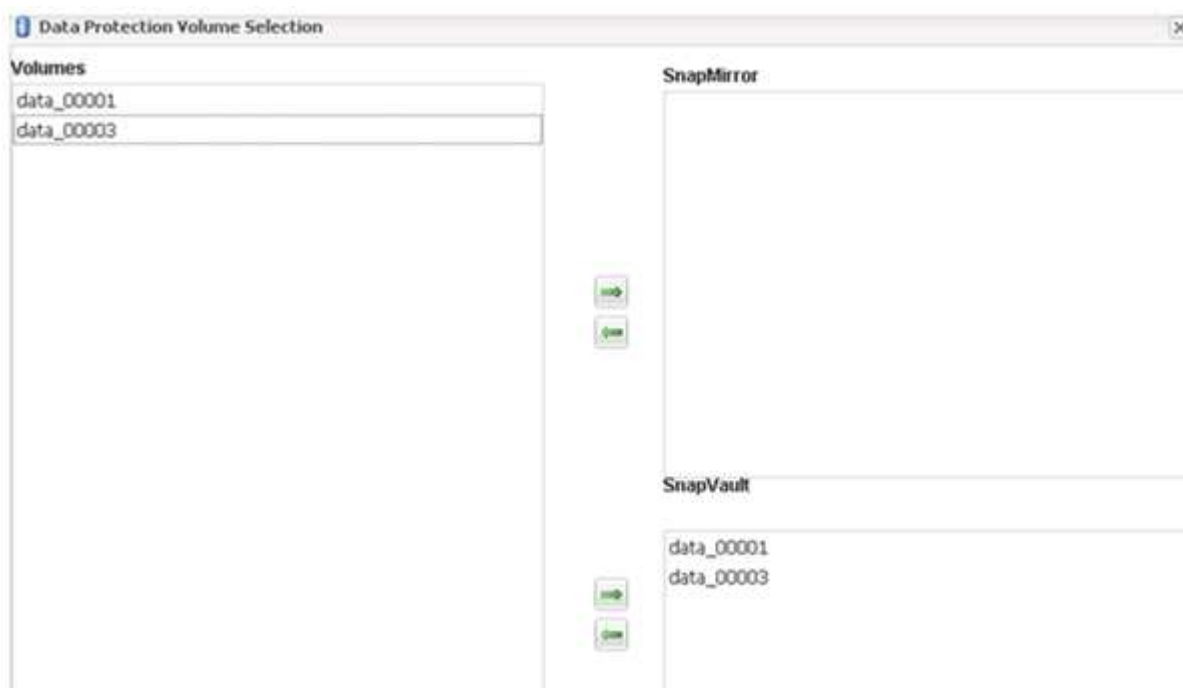 Data Protection Volume Selection
Volumes
data_00001
data_00003
SnapMirror
SnapVault
data_00001
data_00003